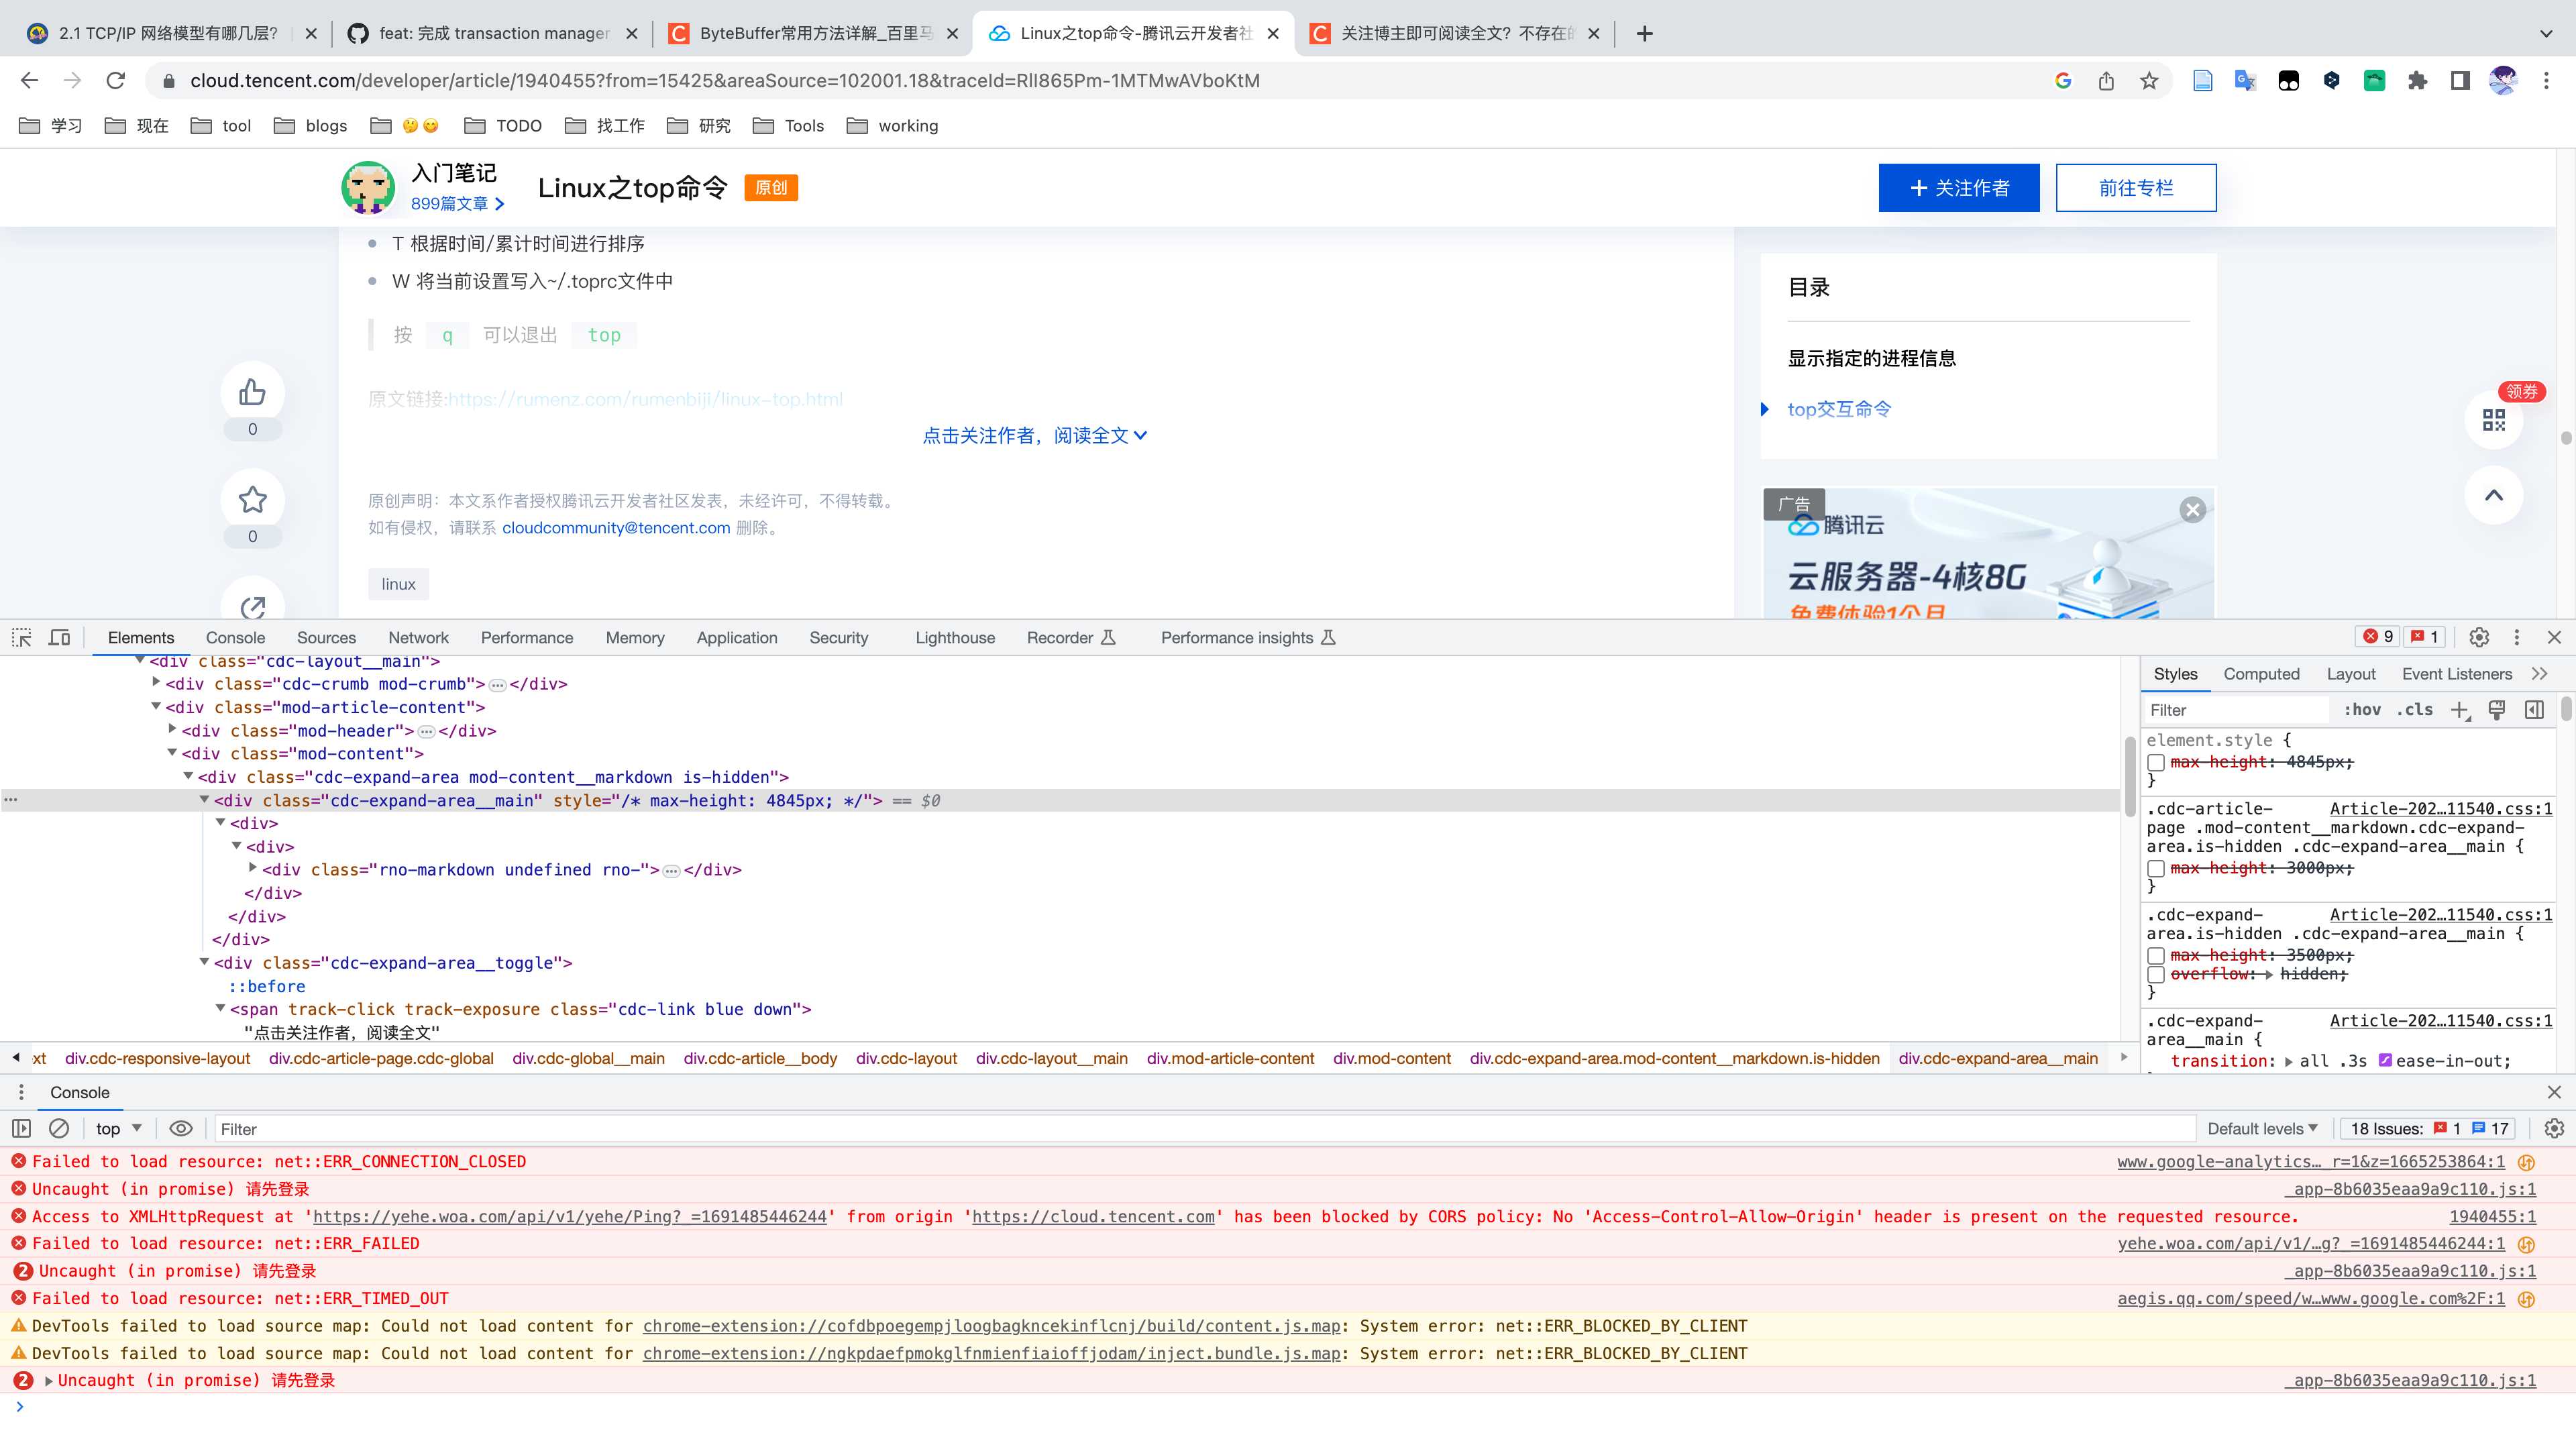 2.1 TCP/IP 网络模型有哪几层?
feat: 完成 transaction manager
ByteBuffer常用方法详解_百里马
Linux之top命令-腾讯云开发者社
关注博主即可阅读全文？不存在的
cloud.tencent.com/developer/article/1940455?from=15425&areaSource=102001.18&traceId=Rll865Pm-1MTMwAVboKtM
学习 现在 tool blogs 🤔😋 TODO 找工作 研究 Tools working
入门笔记
899篇文章
Linux之top命令 原创
+ 关注作者
前往专栏
T 根据时间/累计时间进行排序
W 将当前设置写入~/.toprc文件中
按 q 可以退出 top
原文链接:https://rumenz.com/rumenbiji/linux-top.html
点击关注作者，阅读全文
原创声明：本文系作者授权腾讯云开发者社区发表，未经许可，不得转载。
如有侵权，请联系 cloudcommunity@tencent.com 删除。
linux
0
0
目录
显示指定的进程信息
top交互命令
领券
广告
腾讯云
云服务器-4核8G
免费体验1个月
Elements Console Sources Network Performance Memory Application Security Lighthouse Recorder Performance insights 9 1
<div class="cdc-layout__main">
<div class="cdc-crumb mod-crumb">…</div>
<div class="mod-article-content">
<div class="mod-header">…</div>
<div class="mod-content">
<div class="cdc-expand-area mod-content__markdown is-hidden">
… <div class="cdc-expand-area__main" style="/* max-height: 4845px; */"> == $0
<div>
<div>
<div class="rno-markdown undefined rno-">…</div>
</div>
</div>
</div>
<div class="cdc-expand-area__toggle">
::before
<span track-click track-exposure class="cdc-link blue down">
"点击关注作者，阅读全文"
xt div.cdc-responsive-layout div.cdc-article-page.cdc-global div.cdc-global__main div.cdc-article__body div.cdc-layout div.cdc-layout__main div.mod-article-content div.mod-content div.cdc-expand-area.mod-content__markdown.is-hidden div.cdc-expand-area__main
Styles Computed Layout Event Listeners
Filter :hov .cls
element.style {
max-height: 4845px;
}
.cdc-article- Article-202…11540.css:1
page .mod-content__markdown.cdc-expand-
area.is-hidden .cdc-expand-area__main {
max-height: 3000px;
}
.cdc-expand- Article-202…11540.css:1
area.is-hidden .cdc-expand-area__main {
max-height: 3500px;
overflow: hidden;
}
.cdc-expand- Article-202…11540.css:1
area__main {
transition: all .3s ease-in-out;
Console
top Filter Default levels 18 Issues: 1 17
Failed to load resource: net::ERR_CONNECTION_CLOSED www.google-analytics…_r=1&z=1665253864:1
Uncaught (in promise) 请先登录 _app-8b6035eaa9a9c110.js:1
Access to XMLHttpRequest at 'https://yehe.woa.com/api/v1/yehe/Ping?_=1691485446244' from origin 'https://cloud.tencent.com' has been blocked by CORS policy: No 'Access-Control-Allow-Origin' header is present on the requested resource. 1940455:1
Failed to load resource: net::ERR_FAILED yehe.woa.com/api/v1/…g?_=1691485446244:1
2 Uncaught (in promise) 请先登录 _app-8b6035eaa9a9c110.js:1
Failed to load resource: net::ERR_TIMED_OUT aegis.qq.com/speed/w…www.google.com%2F:1
DevTools failed to load source map: Could not load content for chrome-extension://cofdbpoegempjloogbagkncekinflcnj/build/content.js.map: System error: net::ERR_BLOCKED_BY_CLIENT
DevTools failed to load source map: Could not load content for chrome-extension://ngkpdaefpmokglfnmienfiaioffjodam/inject.bundle.js.map: System error: net::ERR_BLOCKED_BY_CLIENT
2 Uncaught (in promise) 请先登录 _app-8b6035eaa9a9c110.js:1